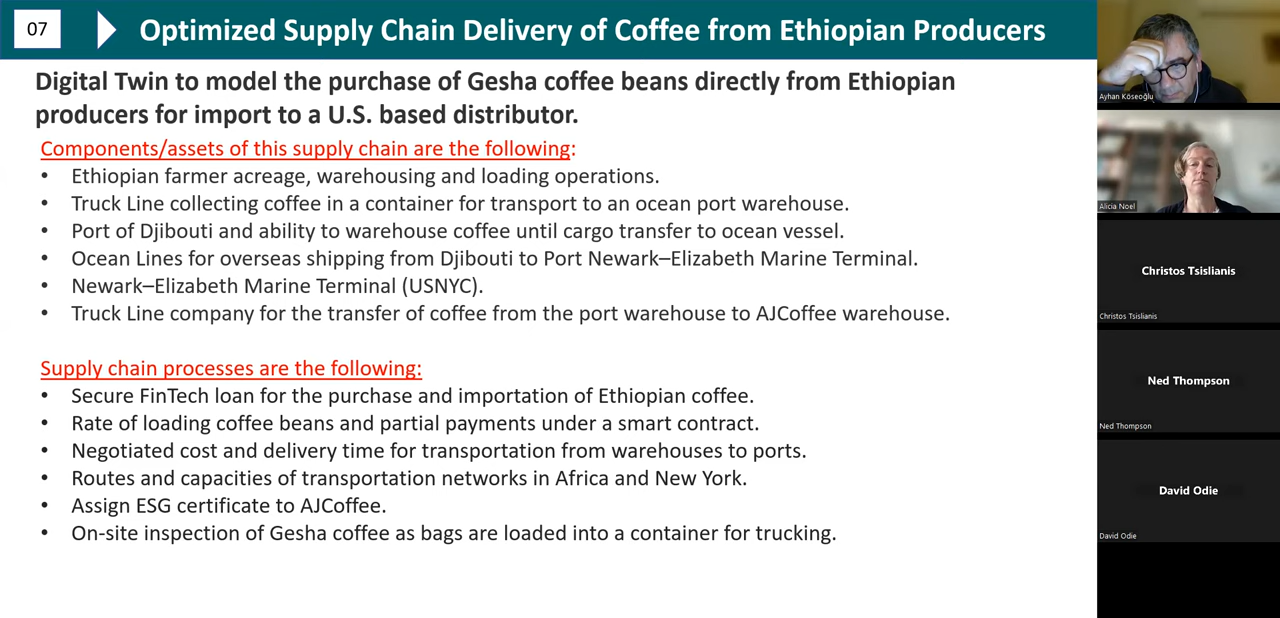 07
Optimized Supply Chain Delivery of Coffee from Ethiopian Producers
Digital Twin to model the purchase of Gesha coffee beans directly from Ethiopian
producers for import to a U.S. based distributor.
Components/assets of this supply chain are the following:
• Ethiopian farmer acreage, warehousing and loading operations.
• Truck Line collecting coffee in a container for transport to an ocean port warehouse.
• Port of Djibouti and ability to warehouse coffee until cargo transfer to ocean vessel.
• Ocean Lines for overseas shipping from Djibouti to Port Newark–Elizabeth Marine Terminal.
• Newark–Elizabeth Marine Terminal (USNYC).
• Truck Line company for the transfer of coffee from the port warehouse to AJCoffee warehouse.
Supply chain processes are the following:
• Secure FinTech loan for the purchase and importation of Ethiopian coffee.
• Rate of loading coffee beans and partial payments under a smart contract.
• Negotiated cost and delivery time for transportation from warehouses to ports.
• Routes and capacities of transportation networks in Africa and New York.
• Assign ESG certificate to AJCoffee.
• On-site inspection of Gesha coffee as bags are loaded into a container for trucking.
Ayhan Köseoğlu
Alicia Noel
Christos Tsislianis
Christos Tsislianis
Ned Thompson
Ned Thompson
David Odie
David Odie